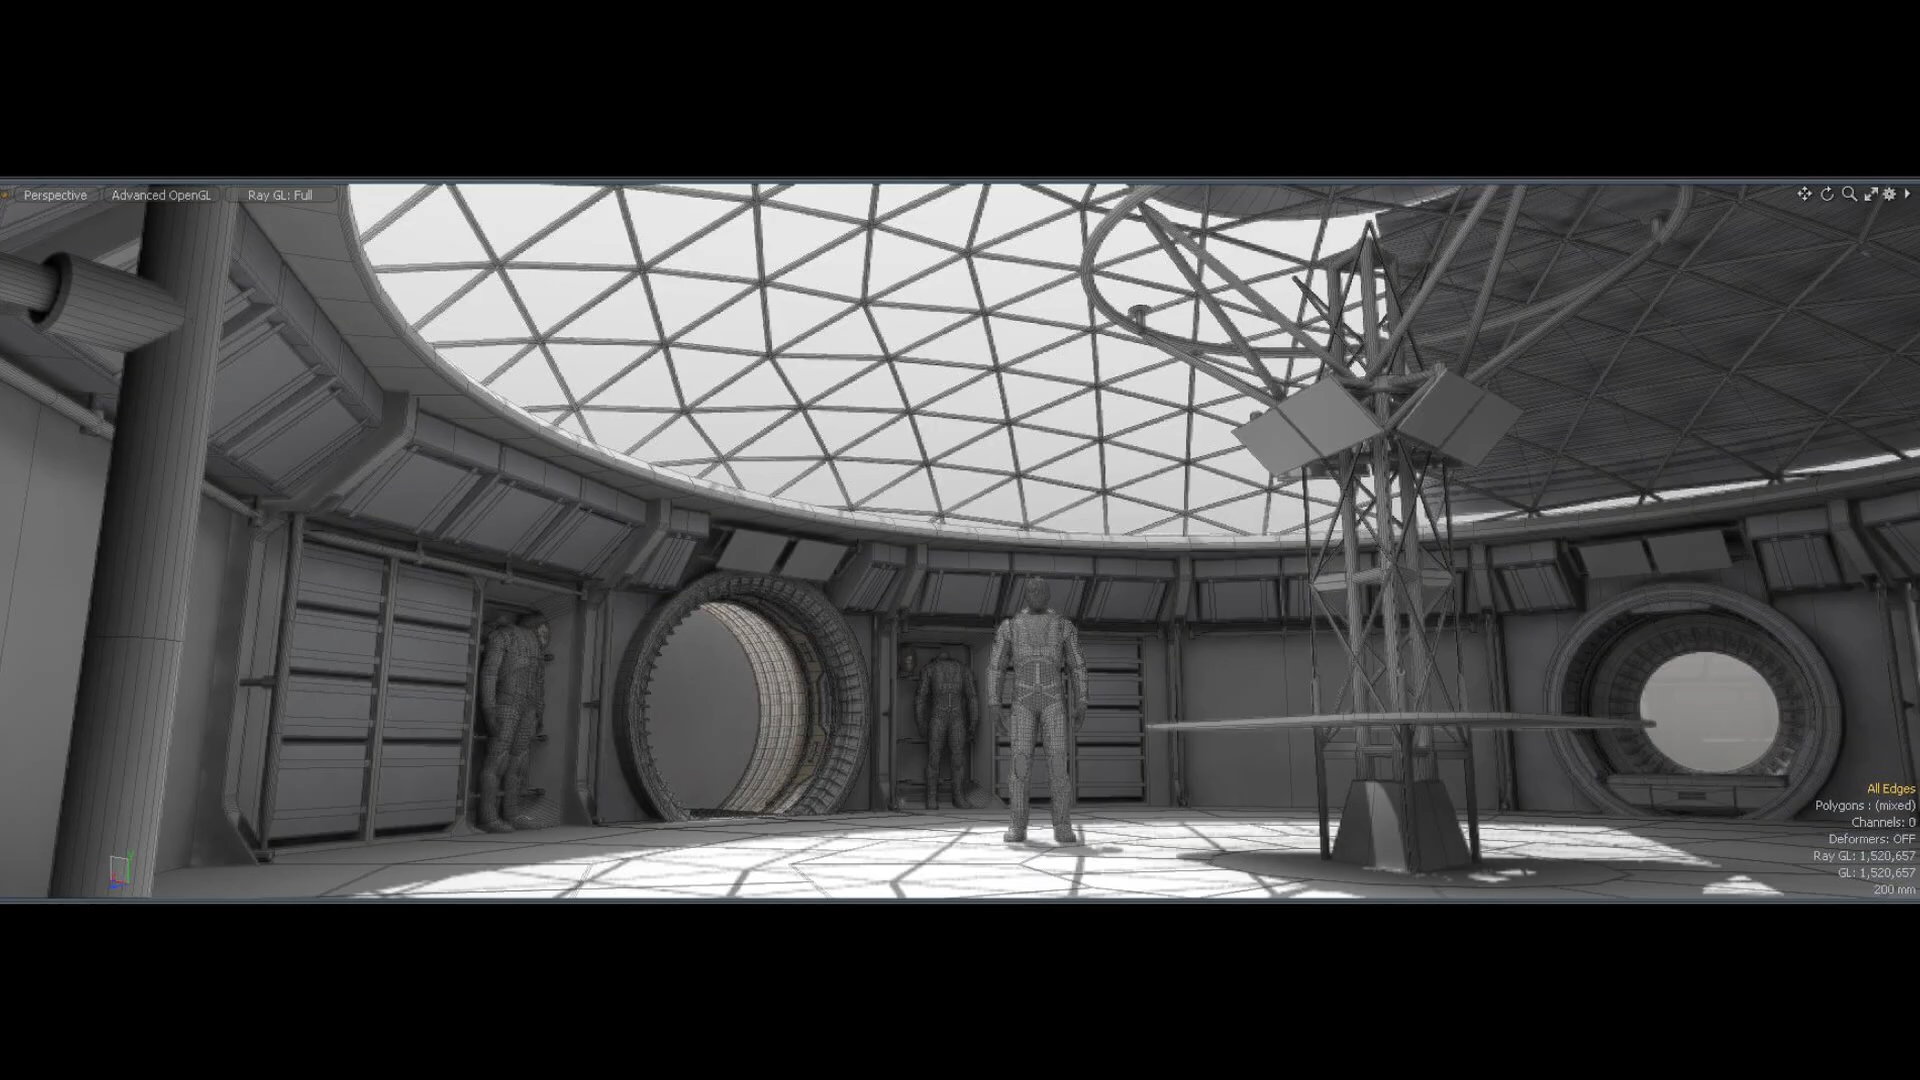 Perspective Advanced OpenGL Ray GL: Full
All Edges
Polygons : (mixed)
Channels: 0
Deformers: OFF
Ray GL: 1,520,657
GL: 1,520,657
200 mm